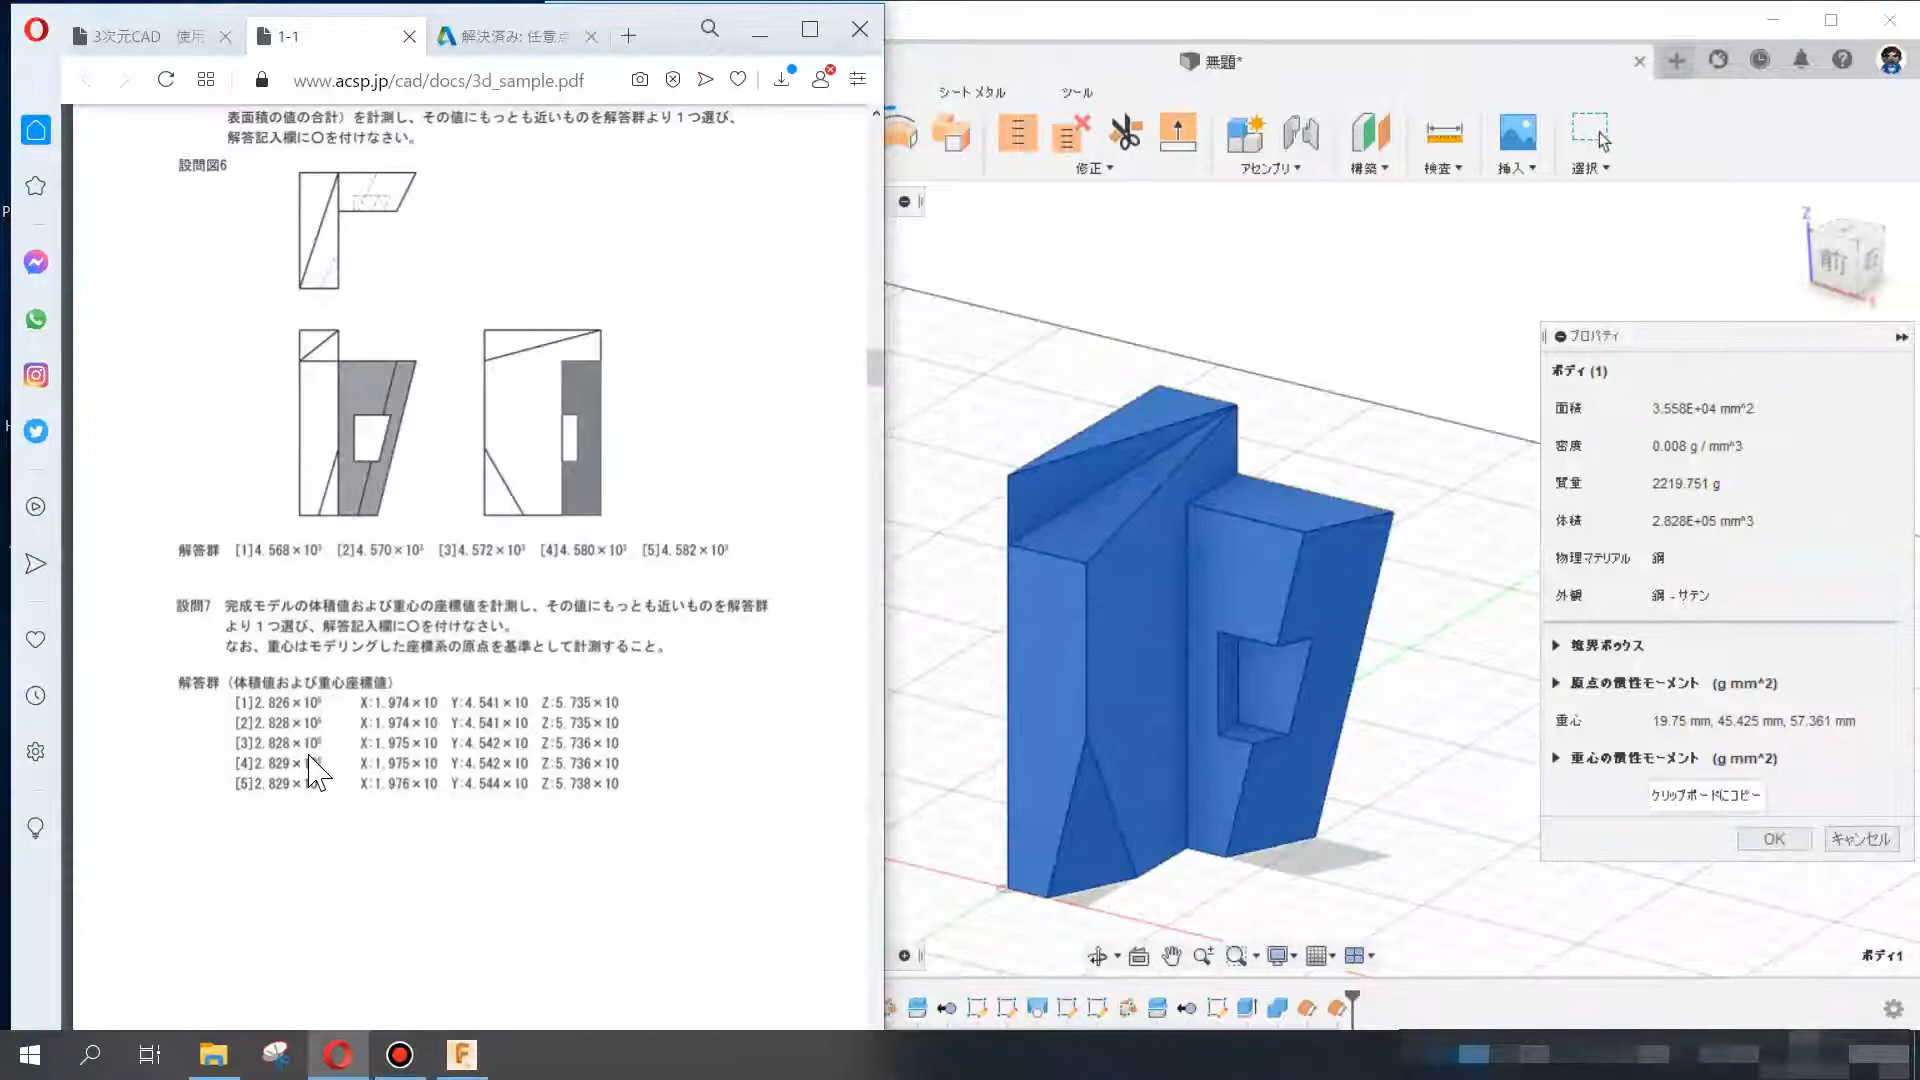 3次元CAD 使用
1-1
解決済み: 任意点
www.acsp.jp/cad/docs/3d_sample.pdf
表面積の値の合計）を計測し、その値にもっとも近いものを解答群より１つ選び、
解答記入欄に〇を付けなさい。
設問図6
解答群 [1]4.568×10³ [2]4.570×10³ [3]4.572×10³ [4]4.580×10³ [5]4.582×10³
設問7 完成モデルの体積値および重心の座標値を計測し、その値にもっとも近いものを解答群
より１つ選び、解答記入欄に〇を付けなさい。
なお、重心はモデリングした座標系の原点を基準として計測すること。
解答群（体積値および重心座標値）
[1]2.826×10⁵ X:1.974×10 Y:4.541×10 Z:5.735×10
[2]2.828×10⁵ X:1.974×10 Y:4.541×10 Z:5.735×10
[3]2.828×10⁵ X:1.975×10 Y:4.542×10 Z:5.736×10
[4]2.829× X:1.975×10 Y:4.542×10 Z:5.736×10
[5]2.829× X:1.976×10 Y:4.544×10 Z:5.738×10
無題*
シート メタル
ツール
修正
アセンブリ
構築
検査
挿入
選択
Z
前
プロパティ
ボディ (1)
面積 3.558E+04 mm^2
密度 0.008 g / mm^3
質量 2219.751 g
体積 2.828E+05 mm^3
物理マテリアル 鋼
外観 鋼 - サテン
境界ボックス
原点の慣性モーメント (g mm^2)
重心 19.75 mm, 45.425 mm, 57.361 mm
重心の慣性モーメント (g mm^2)
クリップボードにコピー
OK
キャンセル
ボディ1